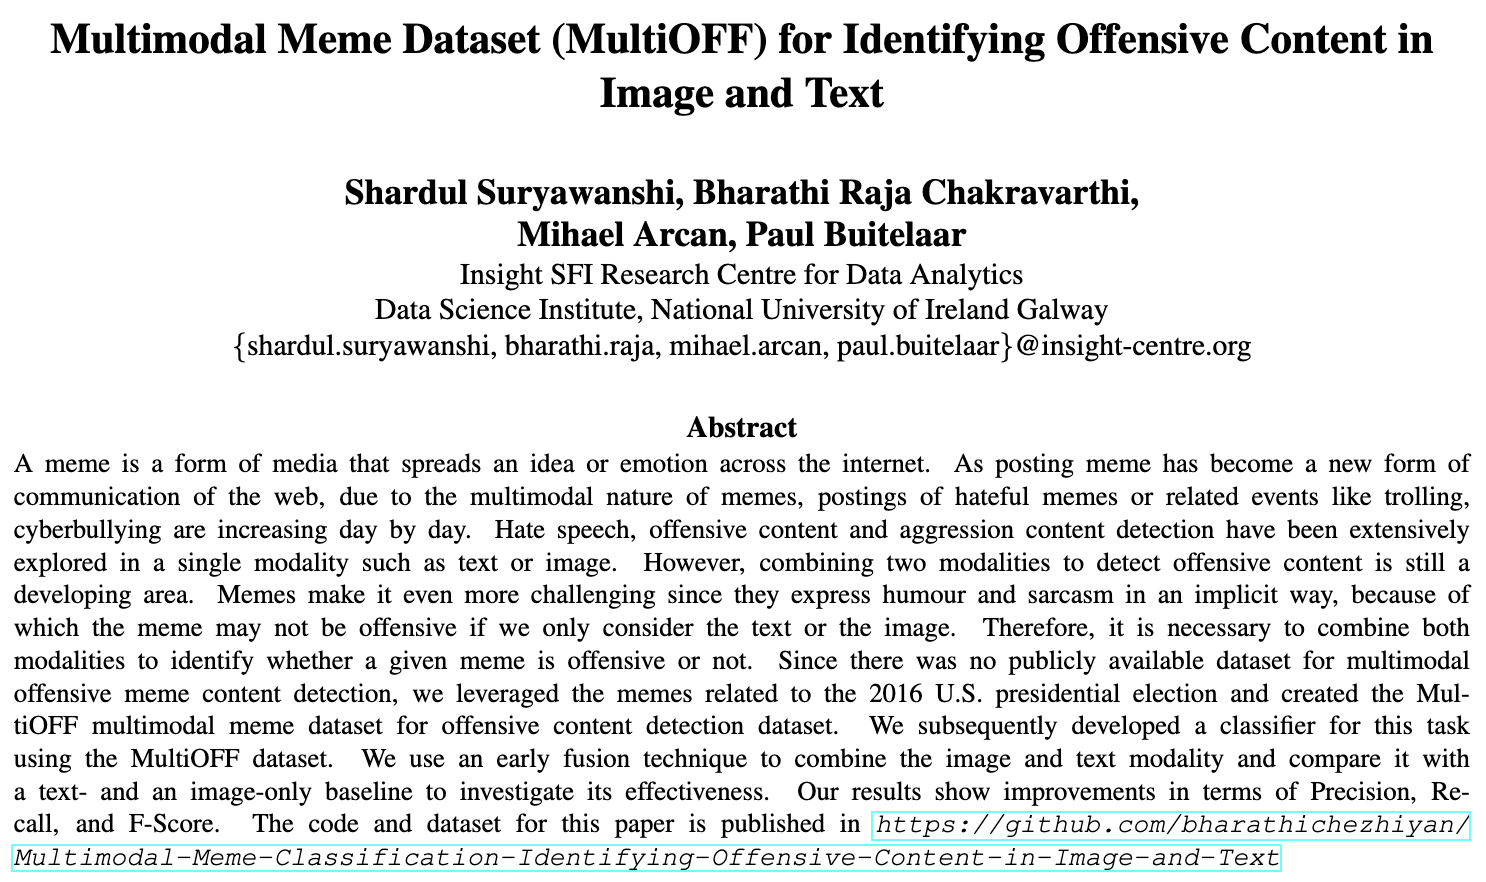 Multimodal Meme Dataset (MultiOFF) for Identifying Offensive Content in
Image and Text
Shardul Suryawanshi, Bharathi Raja Chakravarthi,
Mihael Arcan, Paul Buitelaar
Insight SFI Research Centre for Data Analytics
Data Science Institute, National University of Ireland Galway
{shardul.suryawanshi, bharathi.raja, mihael.arcan, paul.buitelaar}@insight-centre.org
Abstract
A meme is a form of media that spreads an idea or emotion across the internet. As posting meme has become a new form of
communication of the web, due to the multimodal nature of memes, postings of hateful memes or related events like trolling,
cyberbullying are increasing day by day. Hate speech, offensive content and aggression content detection have been extensively
explored in a single modality such as text or image. However, combining two modalities to detect offensive content is still a
developing area. Memes make it even more challenging since they express humour and sarcasm in an implicit way, because of
which the meme may not be offensive if we only consider the text or the image. Therefore, it is necessary to combine both
modalities to identify whether a given meme is offensive or not. Since there was no publicly available dataset for multimodal
offensive meme content detection, we leveraged the memes related to the 2016 U.S. presidential election and created the Mul-
tiOFF multimodal meme dataset for offensive content detection dataset. We subsequently developed a classifier for this task
using the MultiOFF dataset. We use an early fusion technique to combine the image and text modality and compare it with
a text- and an image-only baseline to investigate its effectiveness. Our results show improvements in terms of Precision, Re-
call, and F-Score. The code and dataset for this paper is published in https://github.com/bharathichezhiyan/
Multimodal-Meme-Classification-Identifying-Offensive-Content-in-Image-and-Text